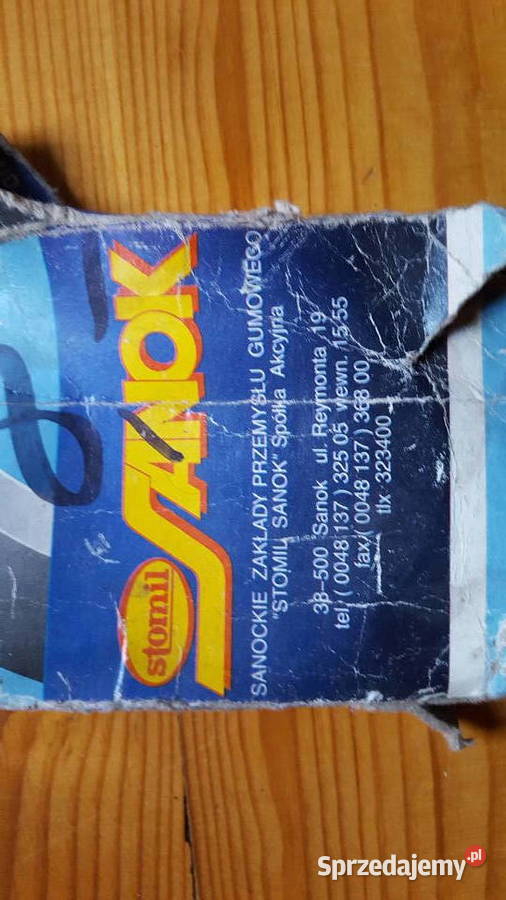 stomil
SANOK
SANOCKIE ZAKŁADY PRZEMYSŁU GUMOWEGO
"STOMIL SANOK" Spółka Akcyjna
38-500 Sanok ul. Reymonta 19
tel. ( 0048 137 ) 325 05 wewn. 15 55
fax ( 0048 137 ) 368 00
tlx 323400
Sprzedajemy.pl